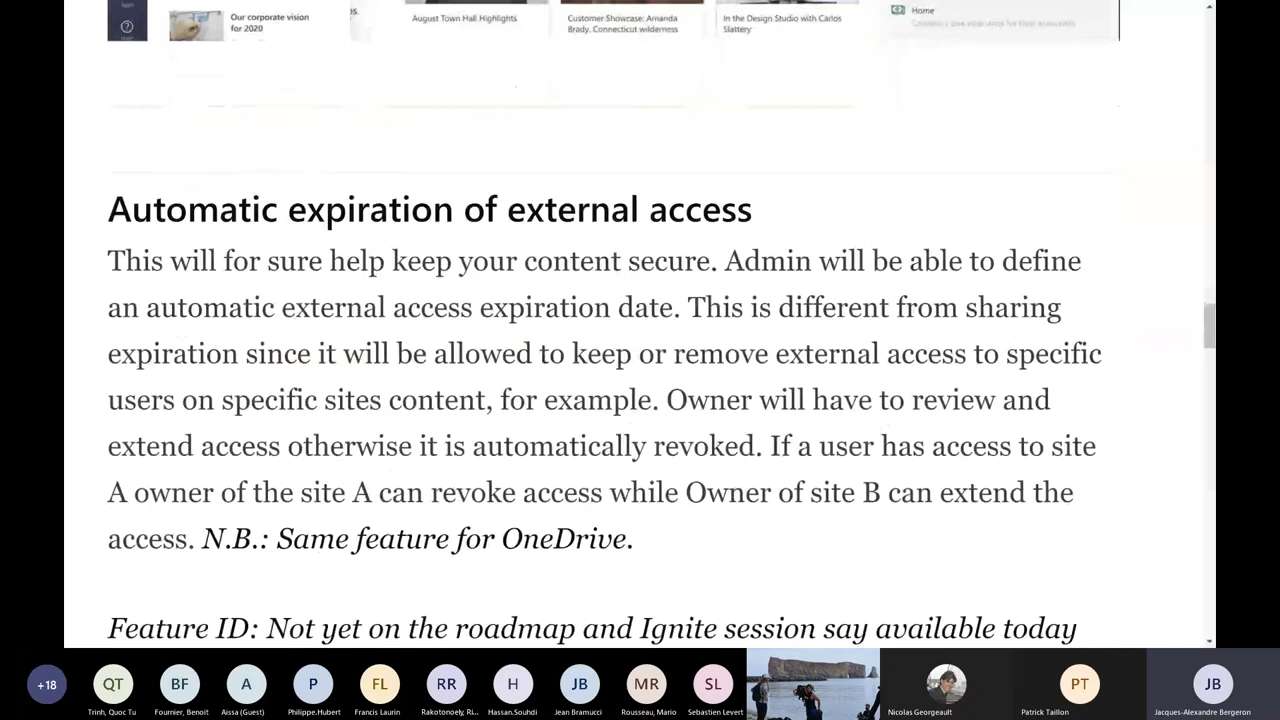 Our corporate vision
for 2020
August Town Hall Highlights
Customer Showcase: Amanda
Brady, Connecticut wilderness
In the Design Studio with Carlos
Slattery
Home
Automatic expiration of external access
This will for sure help keep your content secure. Admin will be able to define
an automatic external access expiration date. This is different from sharing
expiration since it will be allowed to keep or remove external access to specific
users on specific sites content, for example. Owner will have to review and
extend access otherwise it is automatically revoked. If a user has access to site
A owner of the site A can revoke access while Owner of site B can extend the
access. N.B.: Same feature for OneDrive.
Feature ID: Not yet on the roadmap and Ignite session say available today
+18 QT BF A P FL RR H JB MR SL PT JB
Trinh, Quoc Tu Fournier, Benoit Aissa (Guest) Philippe.Hubert Francis Laurin Rakotonoely, Ri... Hassan.Souhdi Jean Bramucci Rousseau, Mario Sebastien Levert Nicolas Georgeault Patrick Taillon Jacques-Alexandre Bergeron